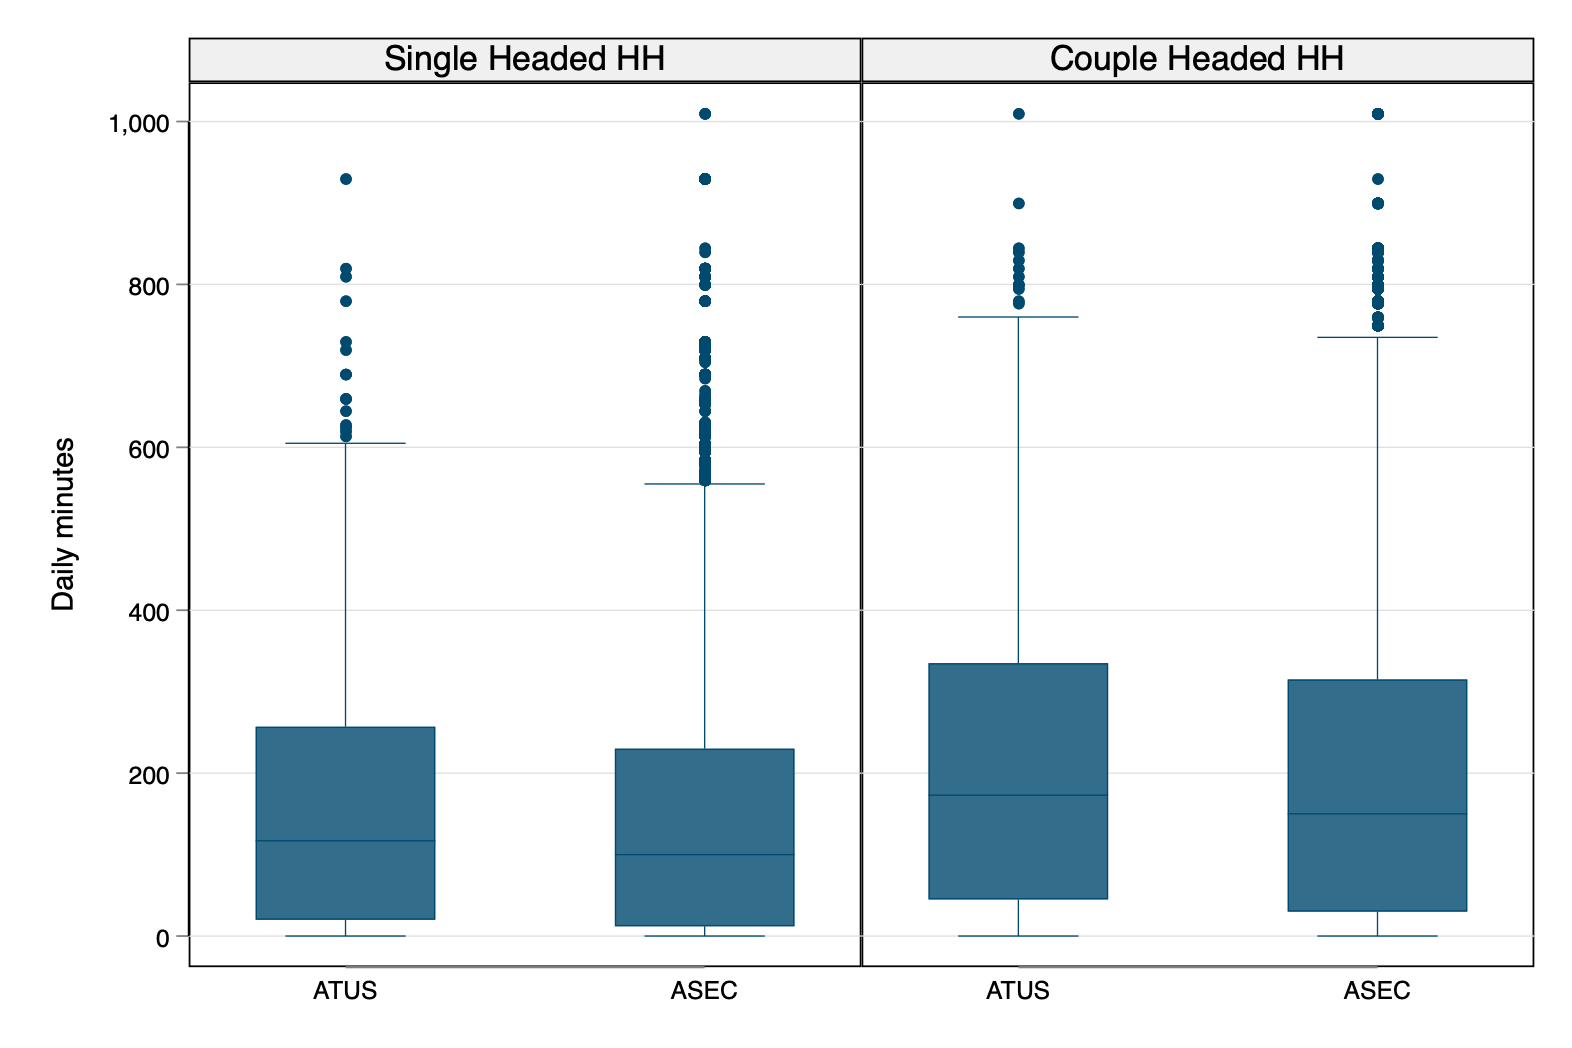 Single Headed HH
Couple Headed HH
Daily minutes
1,000
800
600
400
200
0
ATUS
ASEC
ATUS
ASEC